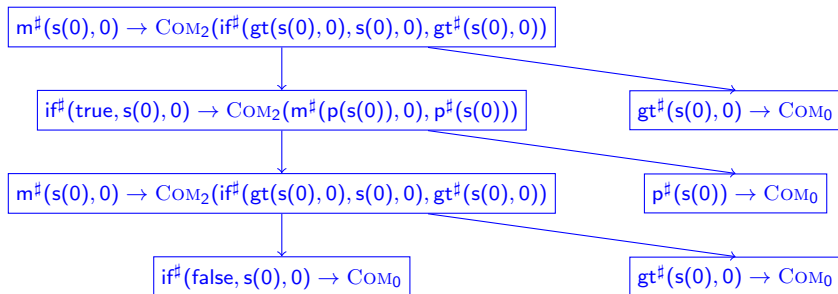 m♯(s(0), 0) → Com₂(if♯(gt(s(0), 0), s(0), 0), gt♯(s(0), 0))
if♯(true, s(0), 0) → Com₂(m♯(p(s(0)), 0), p♯(s(0)))
gt♯(s(0), 0) → Com₀
m♯(s(0), 0) → Com₂(if♯(gt(s(0), 0), s(0), 0), gt♯(s(0), 0))
p♯(s(0)) → Com₀
if♯(false, s(0), 0) → Com₀
gt♯(s(0), 0) → Com₀